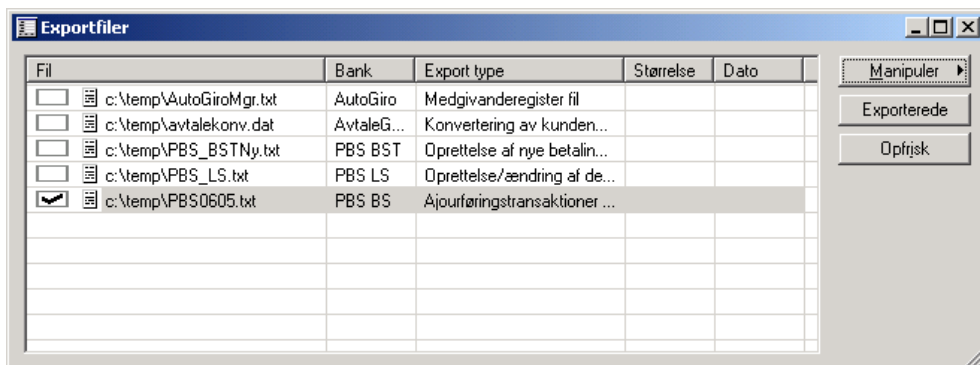 Exportfiler
Fil Bank Export type Størrelse Dato
c:\temp\AutoGiroMgr.txt AutoGiro Medgivanderegister fil
c:\temp\avtalekonv.dat AvtaleG... Konvertering av kunden...
c:\temp\PBS_BSTNy.txt PBS BST Oprettelse af nye betalin...
c:\temp\PBS_LS.txt PBS LS Oprettelse/ændring af de...
c:\temp\PBS0605.txt PBS BS Ajourføringstransaktioner ...
Manipuler
Exporterede
Opfrisk